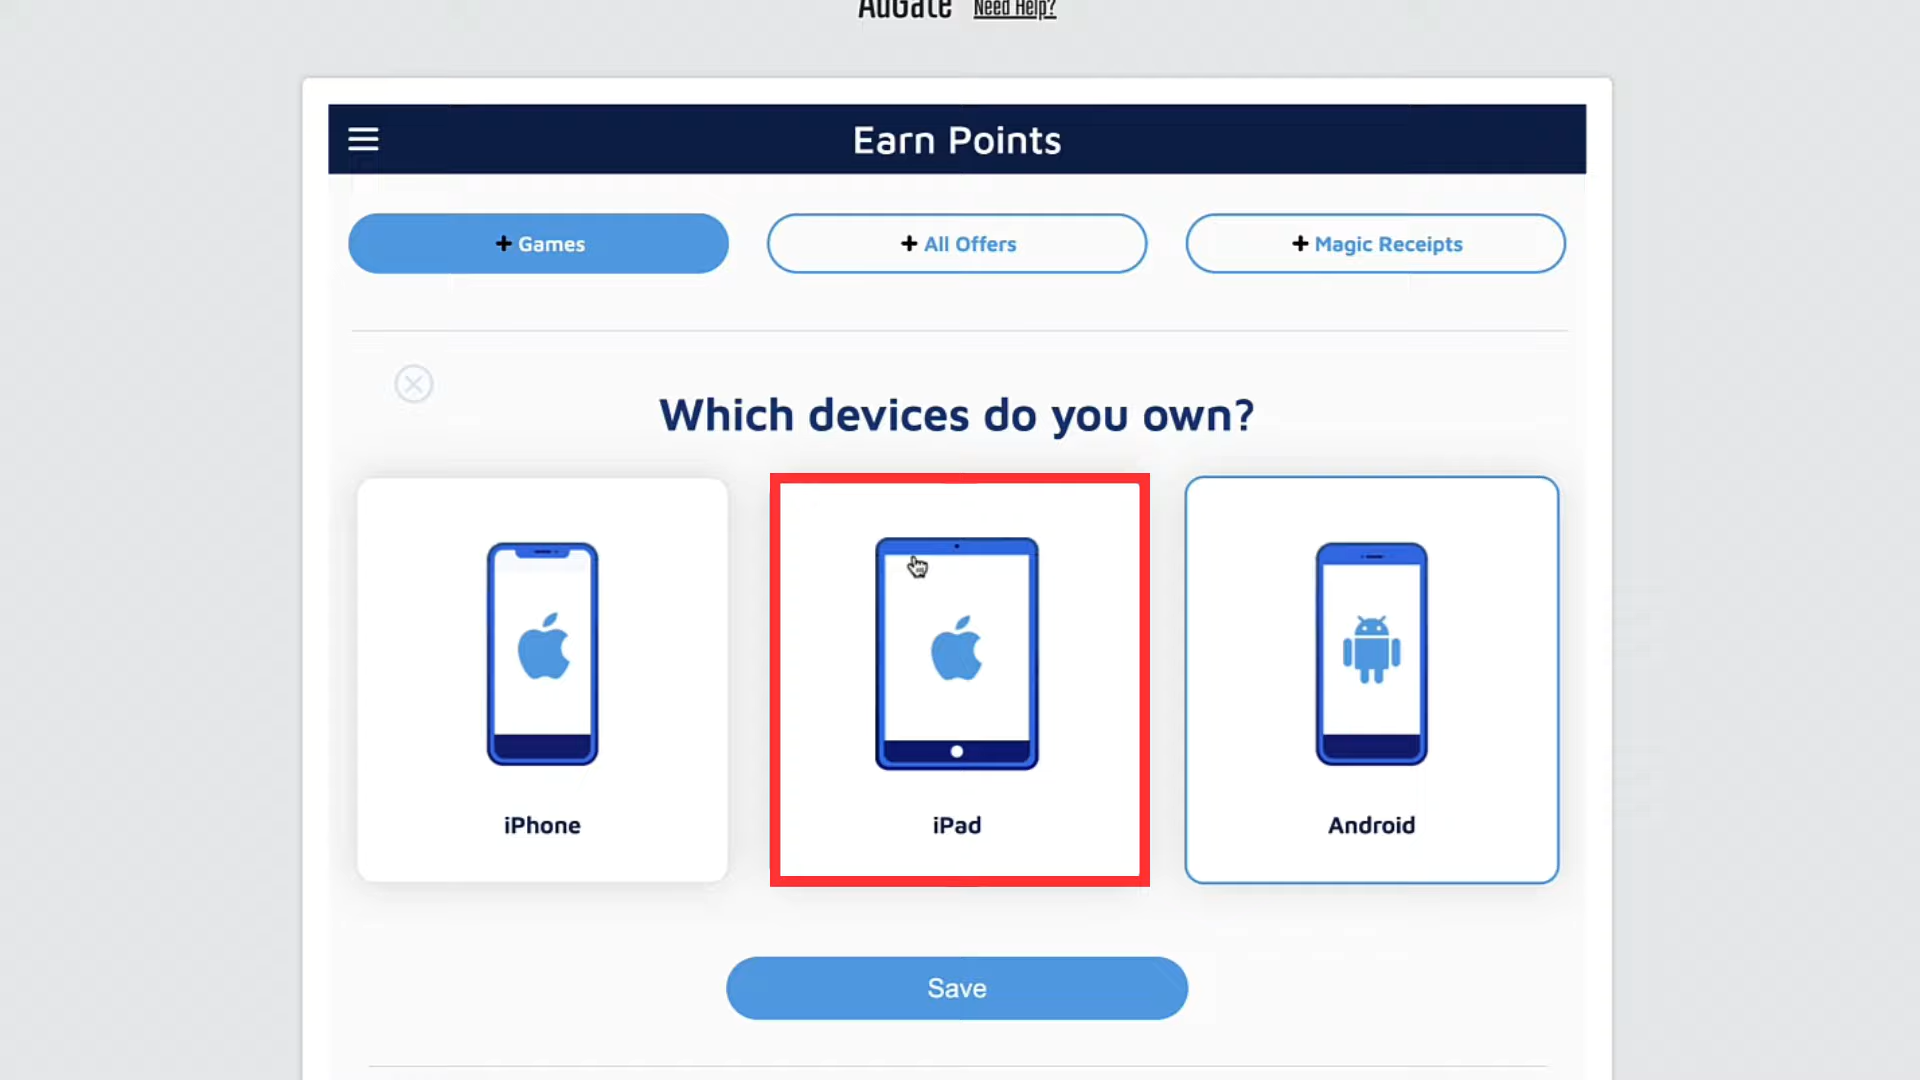 AdGate Need Help?
Earn Points
+ Games
+ All Offers
+ Magic Receipts
Which devices do you own?
iPhone
iPad
Android
Save